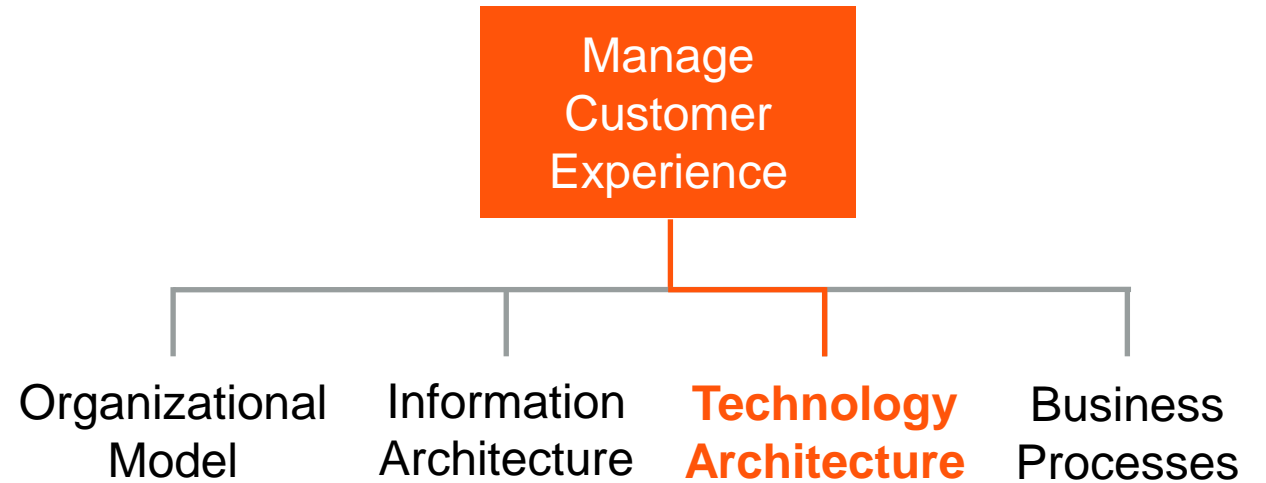 Manage
Customer
Experience
Organizational
Model
Information
Architecture
Technology
Architecture
Business
Processes